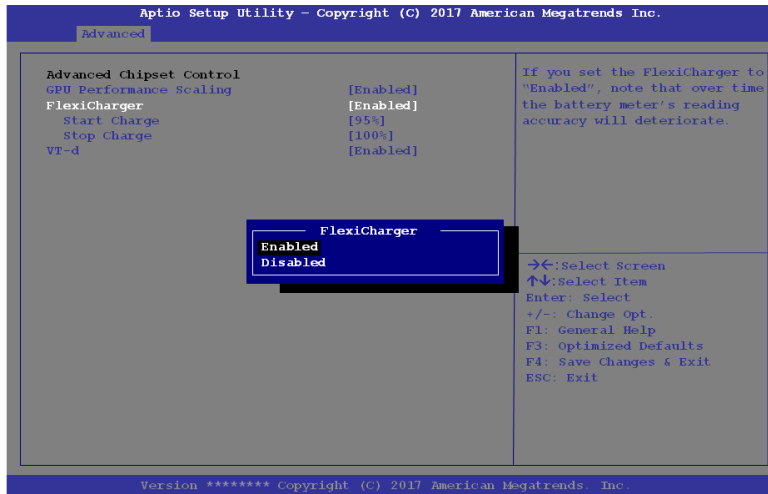 Aptio Setup Utility – Copyright (C) 2017 American Megatrends Inc.
Advanced
Advanced Chipset Control
GPU Performance Scaling [Enabled]
FlexiCharger [Enabled]
Start Charge [95%]
Stop Charge [100%]
VT-d [Enabled]
If you set the FlexiCharger to
"Enabled", note that over time
the battery meter's reading
accuracy will deteriorate.
FlexiCharger
Enabled
Disabled
→←:Select Screen
↑↓:Select Item
Enter: Select
+/-: Change Opt.
F1: General Help
F3: Optimized Defaults
F4: Save Changes & Exit
ESC: Exit
Version ******** Copyright (C) 2017 American Megatrends. Inc.